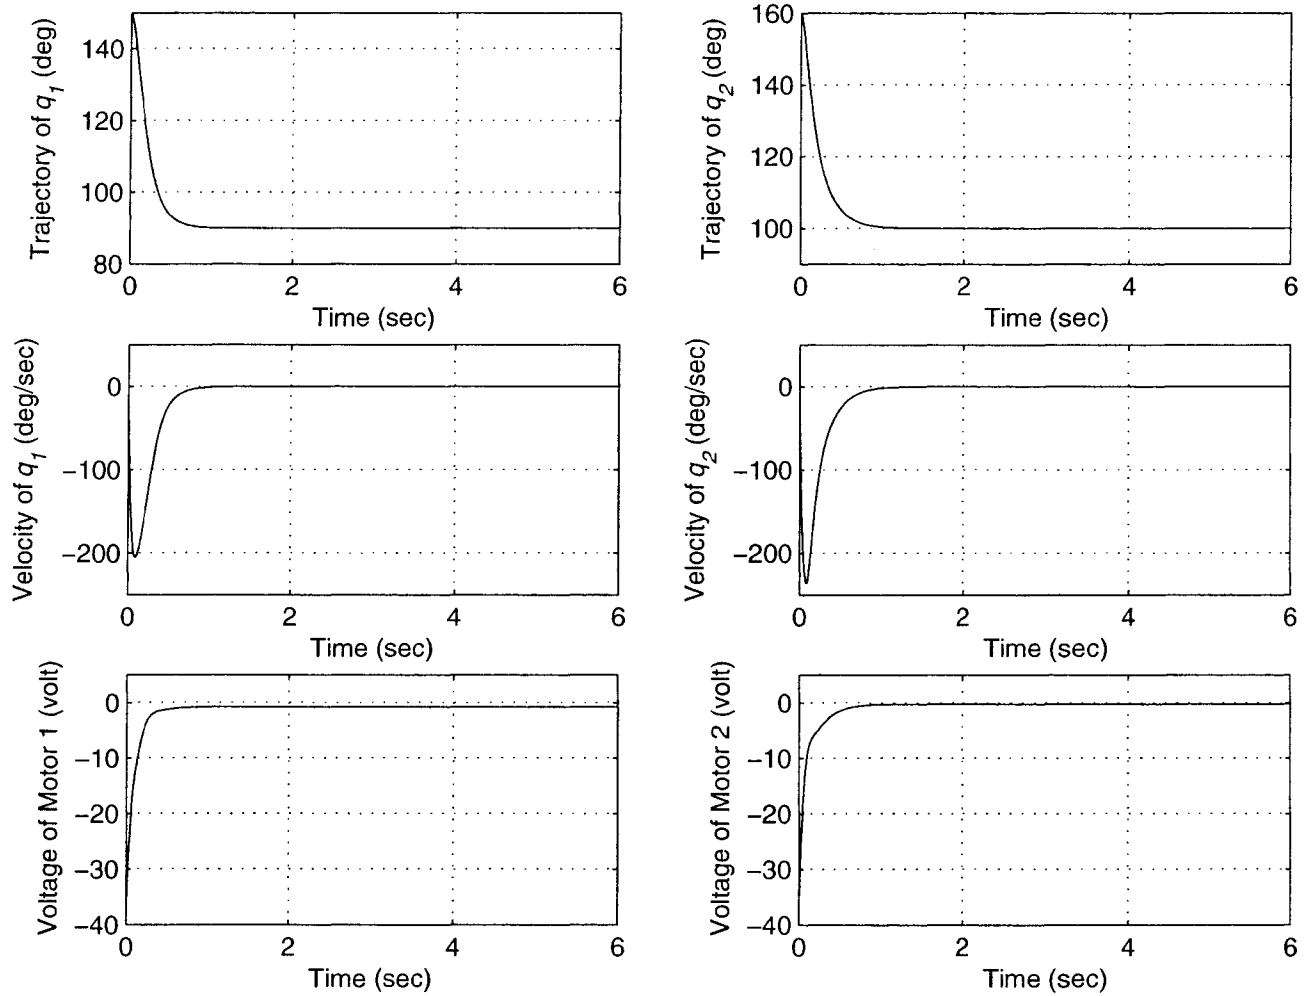 Trajectory of q1 (deg)
140
120
100
80
0 2 4 6
Time (sec)
Trajectory of q2 (deg)
160
140
120
100
0 2 4 6
Time (sec)
Velocity of q1 (deg/sec)
0
−100
−200
0 2 4 6
Time (sec)
Velocity of q2 (deg/sec)
0
−100
−200
0 2 4 6
Time (sec)
Voltage of Motor 1 (volt)
0
−10
−20
−30
−40
0 2 4 6
Time (sec)
Voltage of Motor 2 (volt)
0
−10
−20
−30
−40
0 2 4 6
Time (sec)